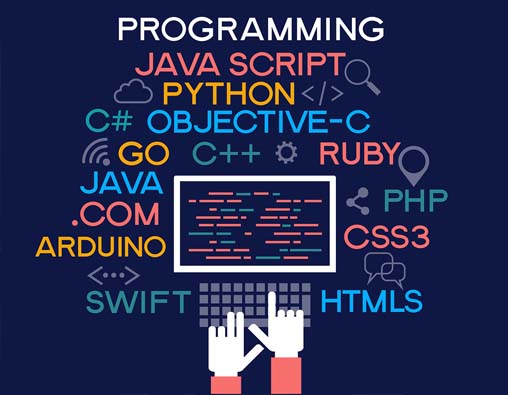 PROGRAMMING
JAVA SCRIPT
PYTHON </>
C# OBJECTIVE-C
GO C++ RUBY
JAVA
PHP
.COM
CSS3
ARDUINO
<···>
SWIFT HTMLS